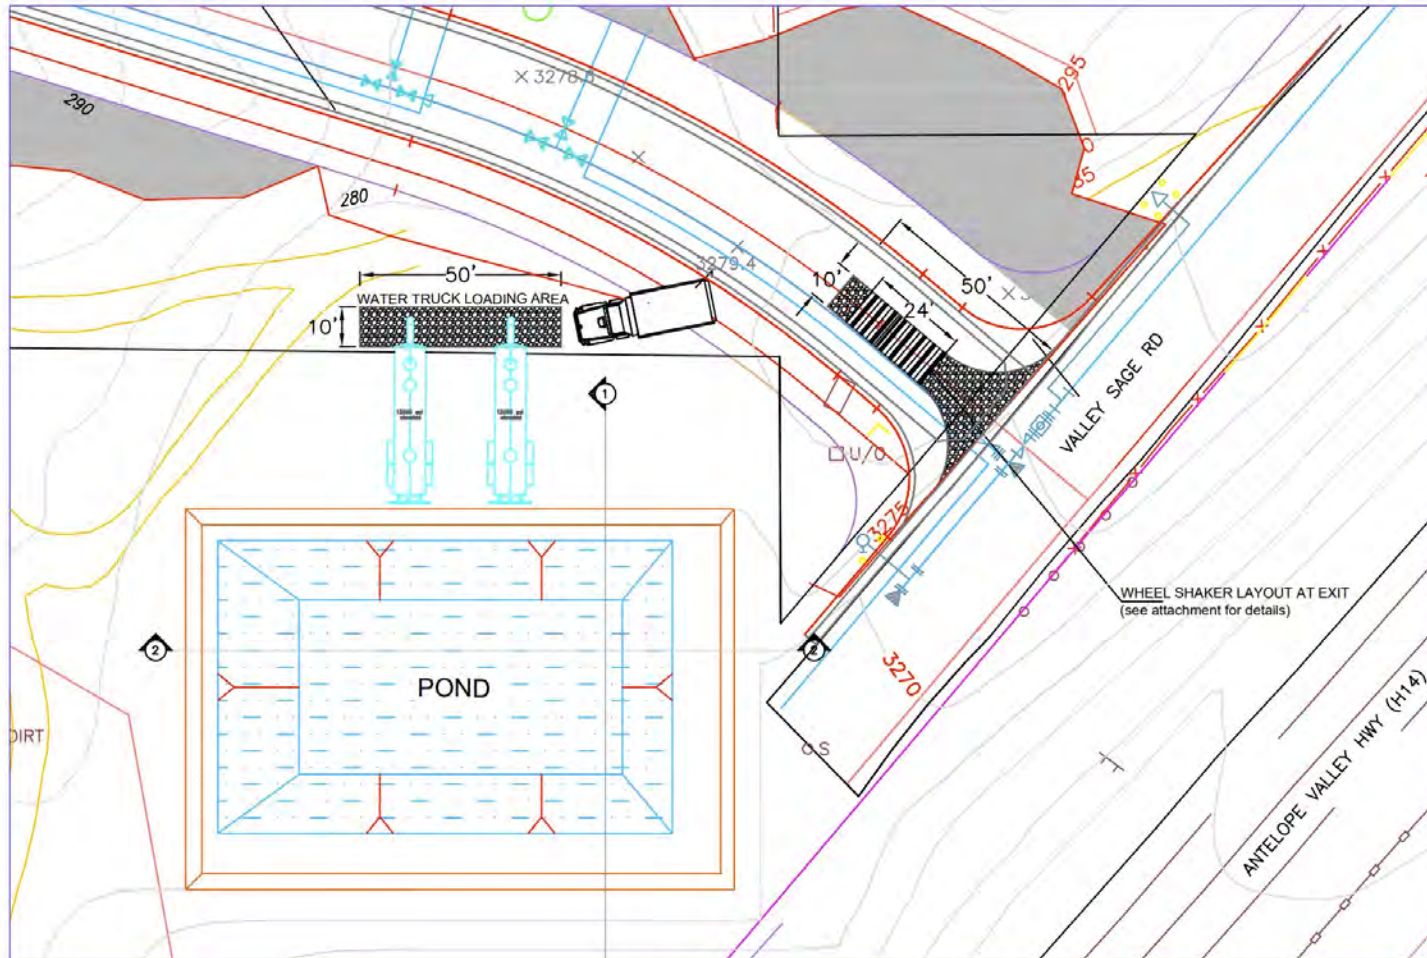 295
290
3278.6
0
280
3279.4
50'
10'
50'
24'
WATER TRUCK LOADING AREA
10'
1
VALLEY SAGE RD
U/0
3275
WHEEL SHAKER LAYOUT AT EXIT
(see attachment for details)
2
2
3270
POND
ANTELOPE VALLEY HWY (H14)
DIRT
S